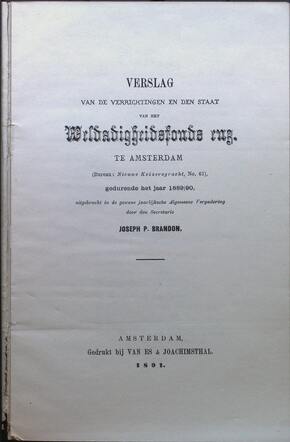 VERSLAG
VAN DE VERRICHTINGEN EN DEN STAAT
VAN HET
Weldadigheidsfonds enz.
TE AMSTERDAM
(Bureau: Nieuwe Keizersgracht, No. 61),
gedurende het jaar 1889/90,
uitgebracht in de gewone jaarlijksche Algemeene Vergadering
door den Secretaris
JOSEPH P. BRANDON.
AMSTERDAM,
Gedrukt bij VAN ES & JOACHIMSTHAL.
1891.